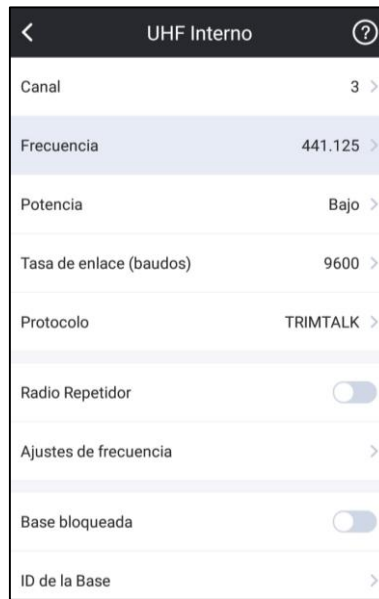 UHF Interno
Canal 3
Frecuencia 441.125
Potencia Bajo
Tasa de enlace (baudos) 9600
Protocolo TRIMTALK
Radio Repetidor
Ajustes de frecuencia
Base bloqueada
ID de la Base